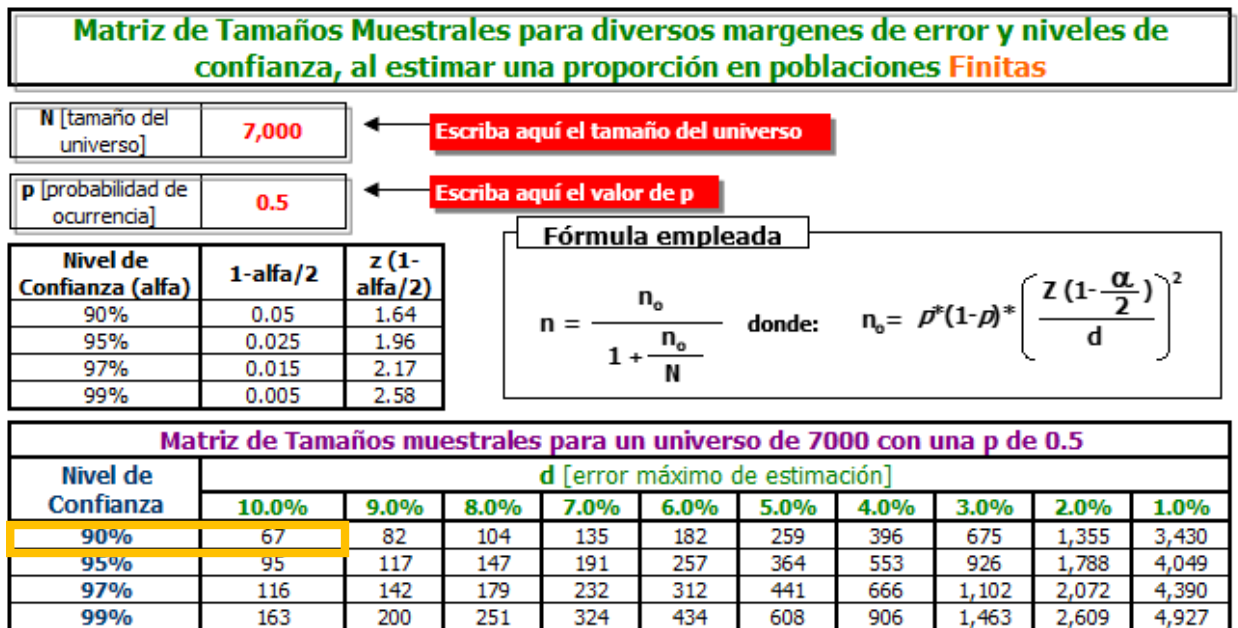 Matriz de Tamaños Muestrales para diversos margenes de error y niveles de
confianza, al estimar una proporción en poblaciones Finitas
N [tamaño del
universo]
7,000
Escriba aquí el tamaño del universo
p [probabilidad de
ocurrencia]
0.5
Escriba aquí el valor de p
Nivel de
Confianza (alfa)
1-alfa/2
z (1-
alfa/2)
90% 0.05 1.64
95% 0.025 1.96
97% 0.015 2.17
99% 0.005 2.58
Fórmula empleada
n = nₒ / (1 + nₒ/N) donde: nₒ= p*(1-p)* (Z (1-α/2) / d)²
Matriz de Tamaños muestrales para un universo de 7000 con una p de 0.5
Nivel de
Confianza
d [error máximo de estimación]
10.0% 9.0% 8.0% 7.0% 6.0% 5.0% 4.0% 3.0% 2.0% 1.0%
90% 67 82 104 135 182 259 396 675 1,355 3,430
95% 95 117 147 191 257 364 553 926 1,788 4,049
97% 116 142 179 232 312 441 666 1,102 2,072 4,390
99% 163 200 251 324 434 608 906 1,463 2,609 4,927